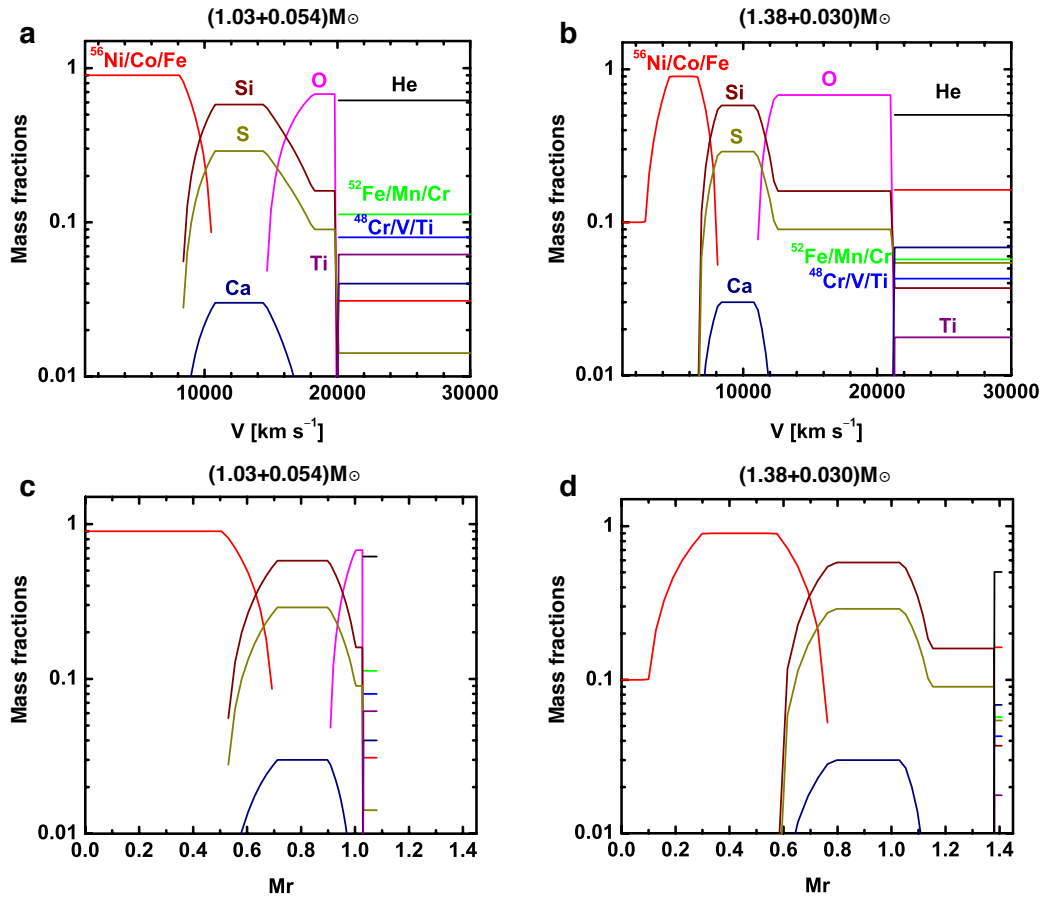 a
(1.03+0.054)M☉
⁵⁶Ni/Co/Fe
Si
S
Ca
O
He
⁵²Fe/Mn/Cr
⁴⁸Cr/V/Ti
Ti
1
0.1
0.01
Mass fractions
10000 20000 30000
V [km s⁻¹]
b
(1.38+0.030)M☉
⁵⁶Ni/Co/Fe
Si
S
Ca
O
He
⁵²Fe/Mn/Cr
⁴⁸Cr/V/Ti
Ti
1
0.1
0.01
Mass fractions
10000 20000 30000
V [km s⁻¹]
c
(1.03+0.054)M☉
1
0.1
0.01
Mass fractions
0.0 0.2 0.4 0.6 0.8 1.0 1.2 1.4
Mr
d
(1.38+0.030)M☉
1
0.1
0.01
Mass fractions
0.0 0.2 0.4 0.6 0.8 1.0 1.2 1.4
Mr